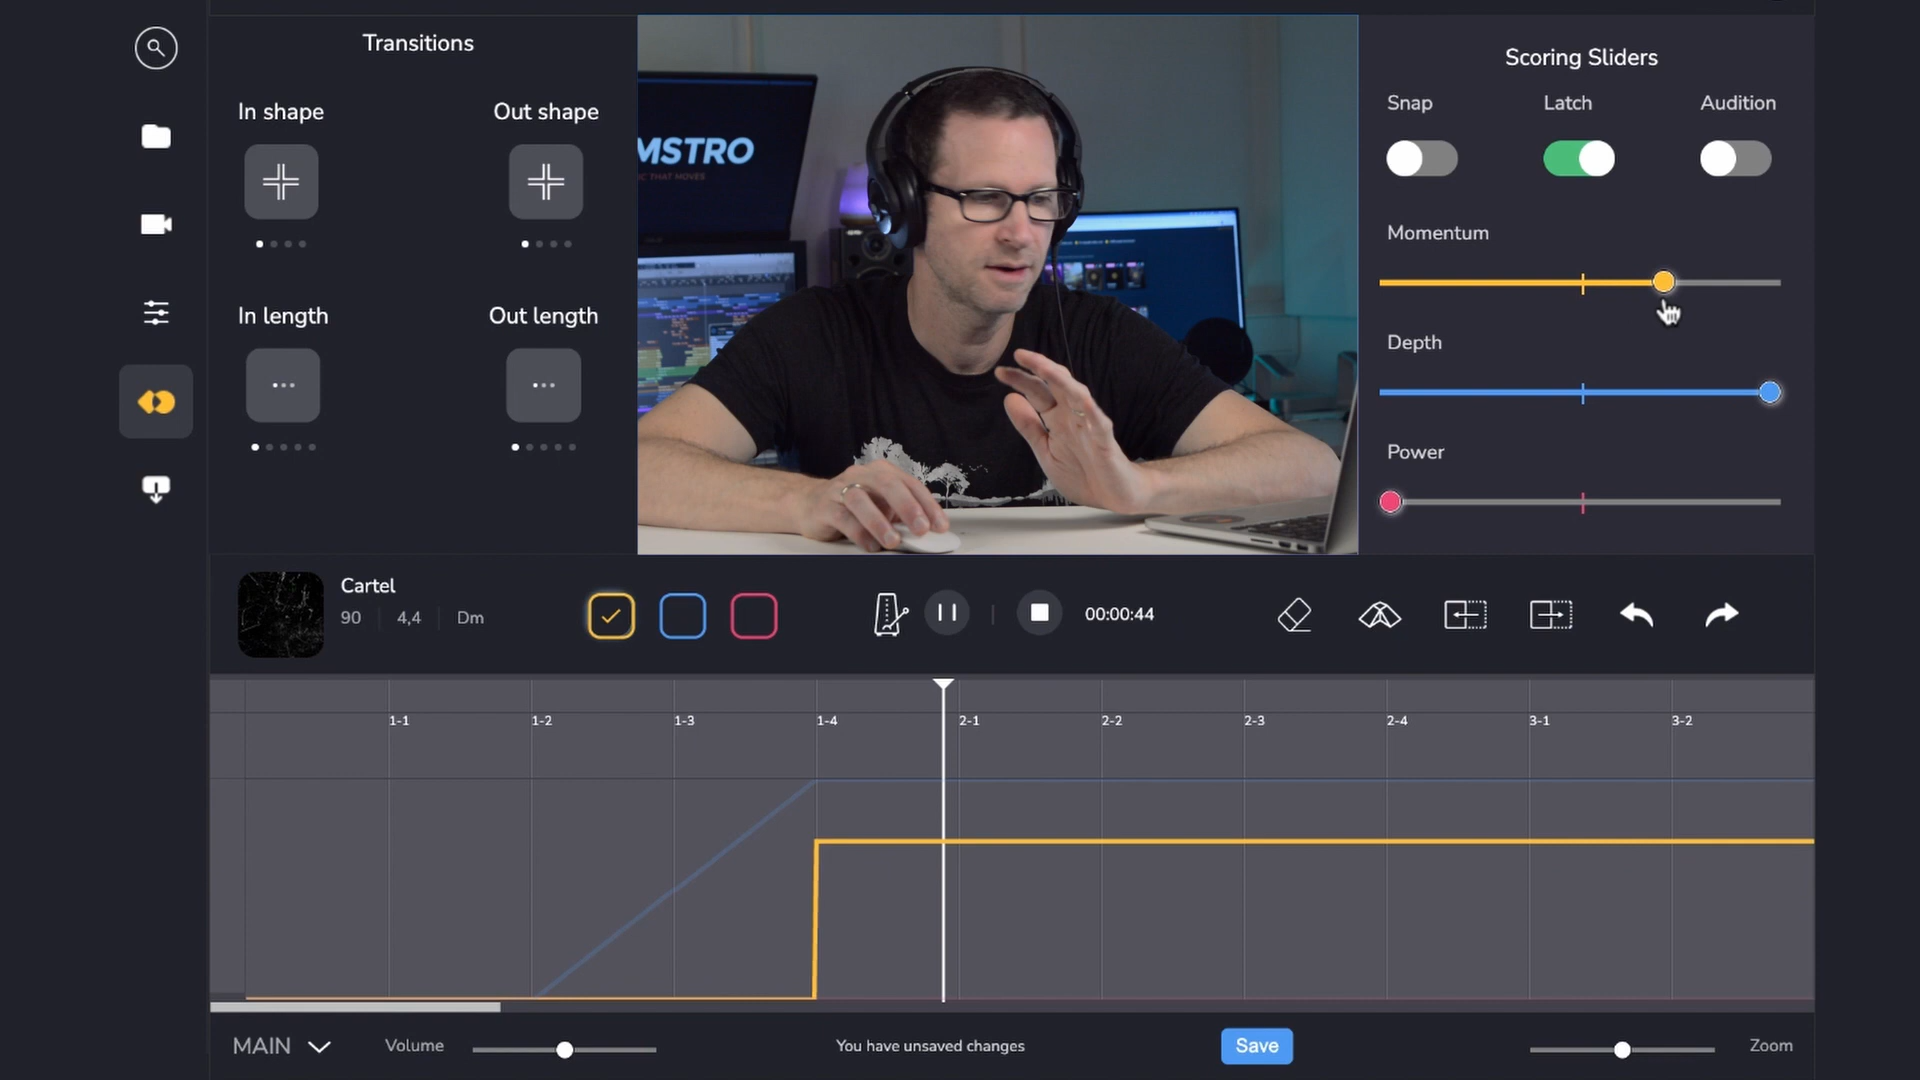 Transitions
In shape
Out shape
In length
Out length
MSTRO
C THAT MOVES
Scoring Sliders
Snap
Latch
Audition
Momentum
Depth
Power
Cartel
90
4,4
Dm
00:00:44
1-1
1-2
1-3
1-4
2-1
2-2
2-3
2-4
3-1
3-2
MAIN
Volume
You have unsaved changes
Save
Zoom